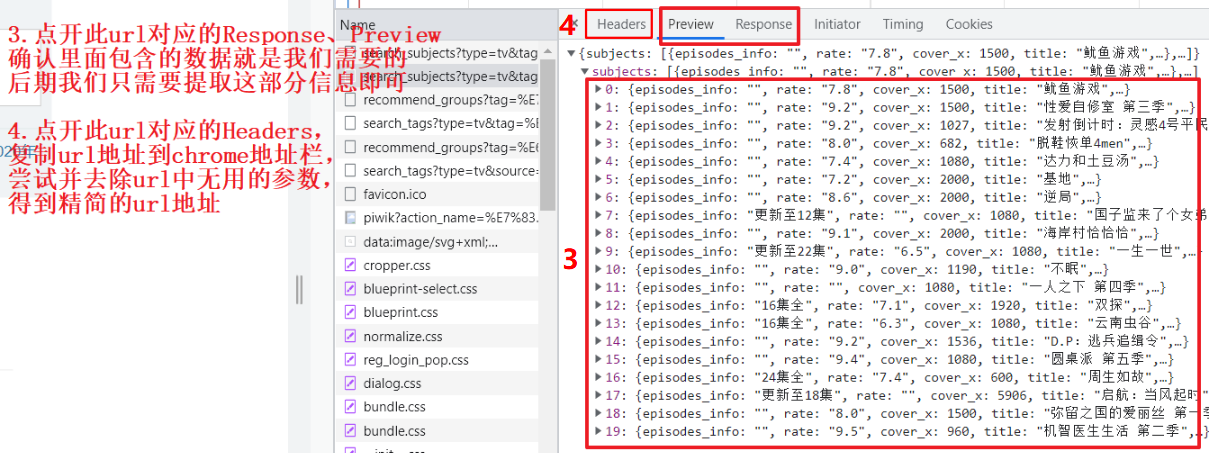 3.点开此url对应的Response、Preview
确认里面包含的数据就是我们需要的
后期我们只需要提取这部分信息即可
4.点开此url对应的Headers,
复制url地址到chrome地址栏,
尝试并去除url中无用的参数,
得到精简的url地址
Name
search_subjects?type=tv&tag
search_subjects?type=tv&tag
recommend_groups?tag=%E7
search_tags?type=tv&tag=%
recommend_groups?tag=%E6
search_tags?type=tv&source=
favicon.ico
piwik?action_name=%E7%83.
data:image/svg+xml;...
cropper.css
blueprint-select.css
blueprint.css
normalize.css
reg_login_pop.css
dialog.css
bundle.css
bundle.css
4
Headers Preview Response Initiator Timing Cookies
{subjects: [{episodes_info: "", rate: "7.8", cover_x: 1500, title: "鱿鱼游戏",…},…]}
subjects: [{episodes_info: "", rate: "7.8" cover_x: 1500, title: "鱿鱼游戏",…},…]
3
0: {episodes_info: "", rate: "7.8", cover_x: 1500, title: "鱿鱼游戏",…}
1: {episodes_info: "", rate: "9.2", cover_x: 1500, title: "性爱自修室 第三季",…}
2: {episodes_info: "", rate: "9.2", cover_x: 1027, title: "发射倒计时: 灵感4号平民
3: {episodes_info: "", rate: "8.0", cover_x: 682, title: "脱鞋恢单4men",…}
4: {episodes_info: "", rate: "7.4", cover_x: 1080, title: "达力和土豆汤",…}
5: {episodes_info: "", rate: "7.2", cover_x: 2000, title: "基地",…}
6: {episodes_info: "", rate: "8.6", cover_x: 2000, title: "逆局",…}
7: {episodes_info: "更新至12集", rate: "", cover_x: 1080, title: "国子监来了个女弟
8: {episodes_info: "", rate: "9.1", cover_x: 2000, title: "海岸村恰恰恰",…}
9: {episodes_info: "更新至22集", rate: "6.5", cover_x: 1080, title: "一生一世",…}
10: {episodes_info: "", rate: "9.0", cover_x: 1190, title: "不眠",…}
11: {episodes_info: "", rate: "", cover_x: 1080, title: "一人之下 第四季",…}
12: {episodes_info: "16集全", rate: "7.1", cover_x: 1920, title: "双探",…}
13: {episodes_info: "16集全", rate: "6.3", cover_x: 1080, title: "云南虫谷",…}
14: {episodes_info: "", rate: "9.2", cover_x: 1536, title: "D.P: 逃兵追缉令",…}
15: {episodes_info: "", rate: "9.4", cover_x: 1080, title: "圆桌派 第五季",…}
16: {episodes_info: "24集全", rate: "7.4", cover_x: 600, title: "周生如故",…}
17: {episodes_info: "更新至18集", rate: "", cover_x: 5906, title: "启航: 当风起时"
18: {episodes_info: "", rate: "8.0", cover_x: 1500, title: "弥留之国的爱丽丝 第一季
19: {episodes_info: "", rate: "9.5", cover_x: 960, title: "机智医生生活 第二季",…}